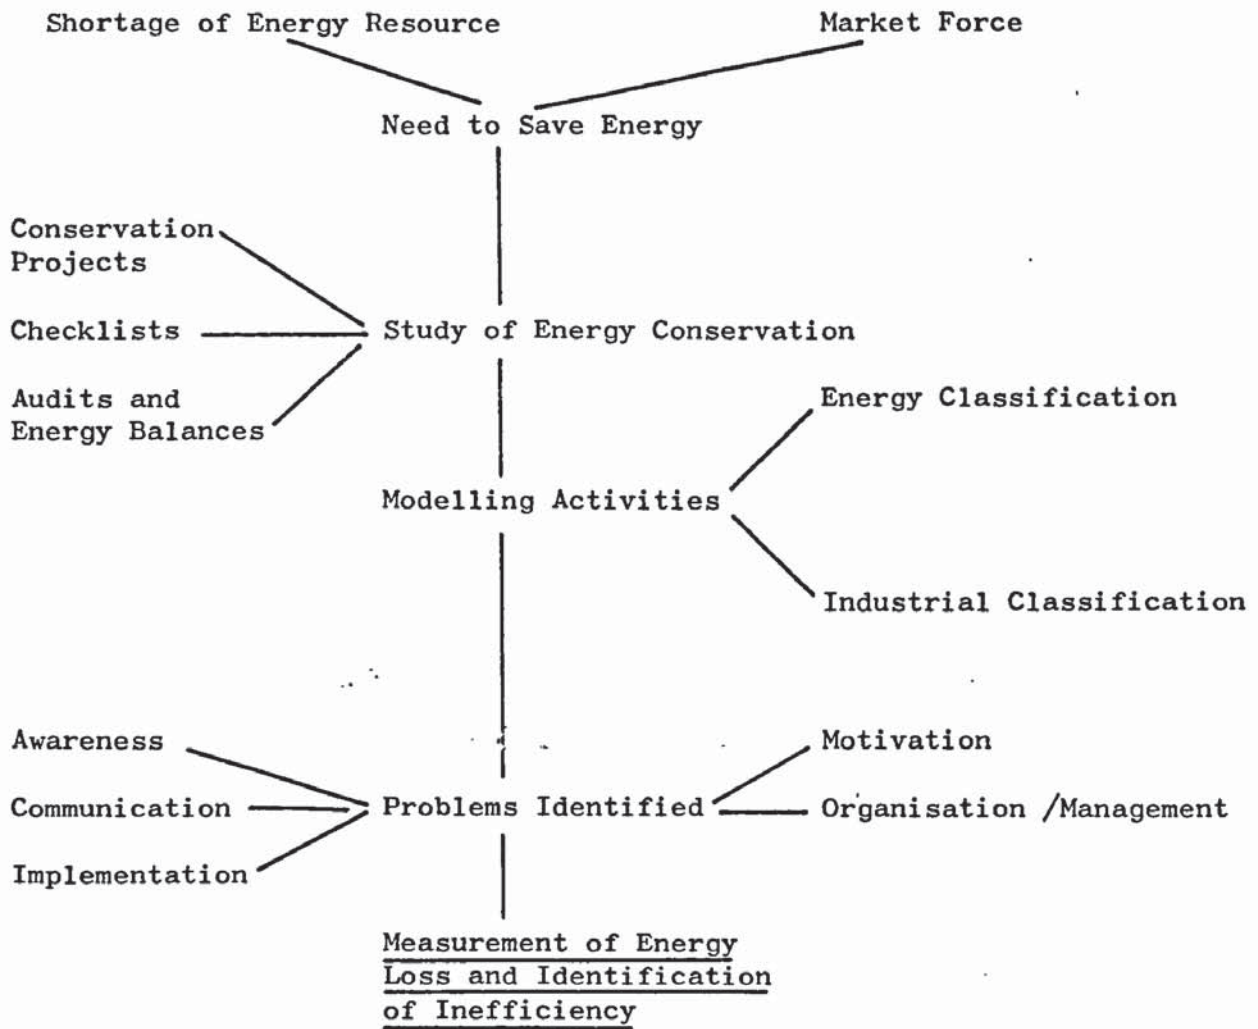 Shortage of Energy Resource
Market Force
Need to Save Energy
Conservation
Projects
Checklists
Study of Energy Conservation
Audits and
Energy Balances
Energy Classification
Modelling Activities
Industrial Classification
Awareness
Motivation
Communication
Problems Identified
Organisation /Management
Implementation
Measurement of Energy
Loss and Identification
of Inefficiency